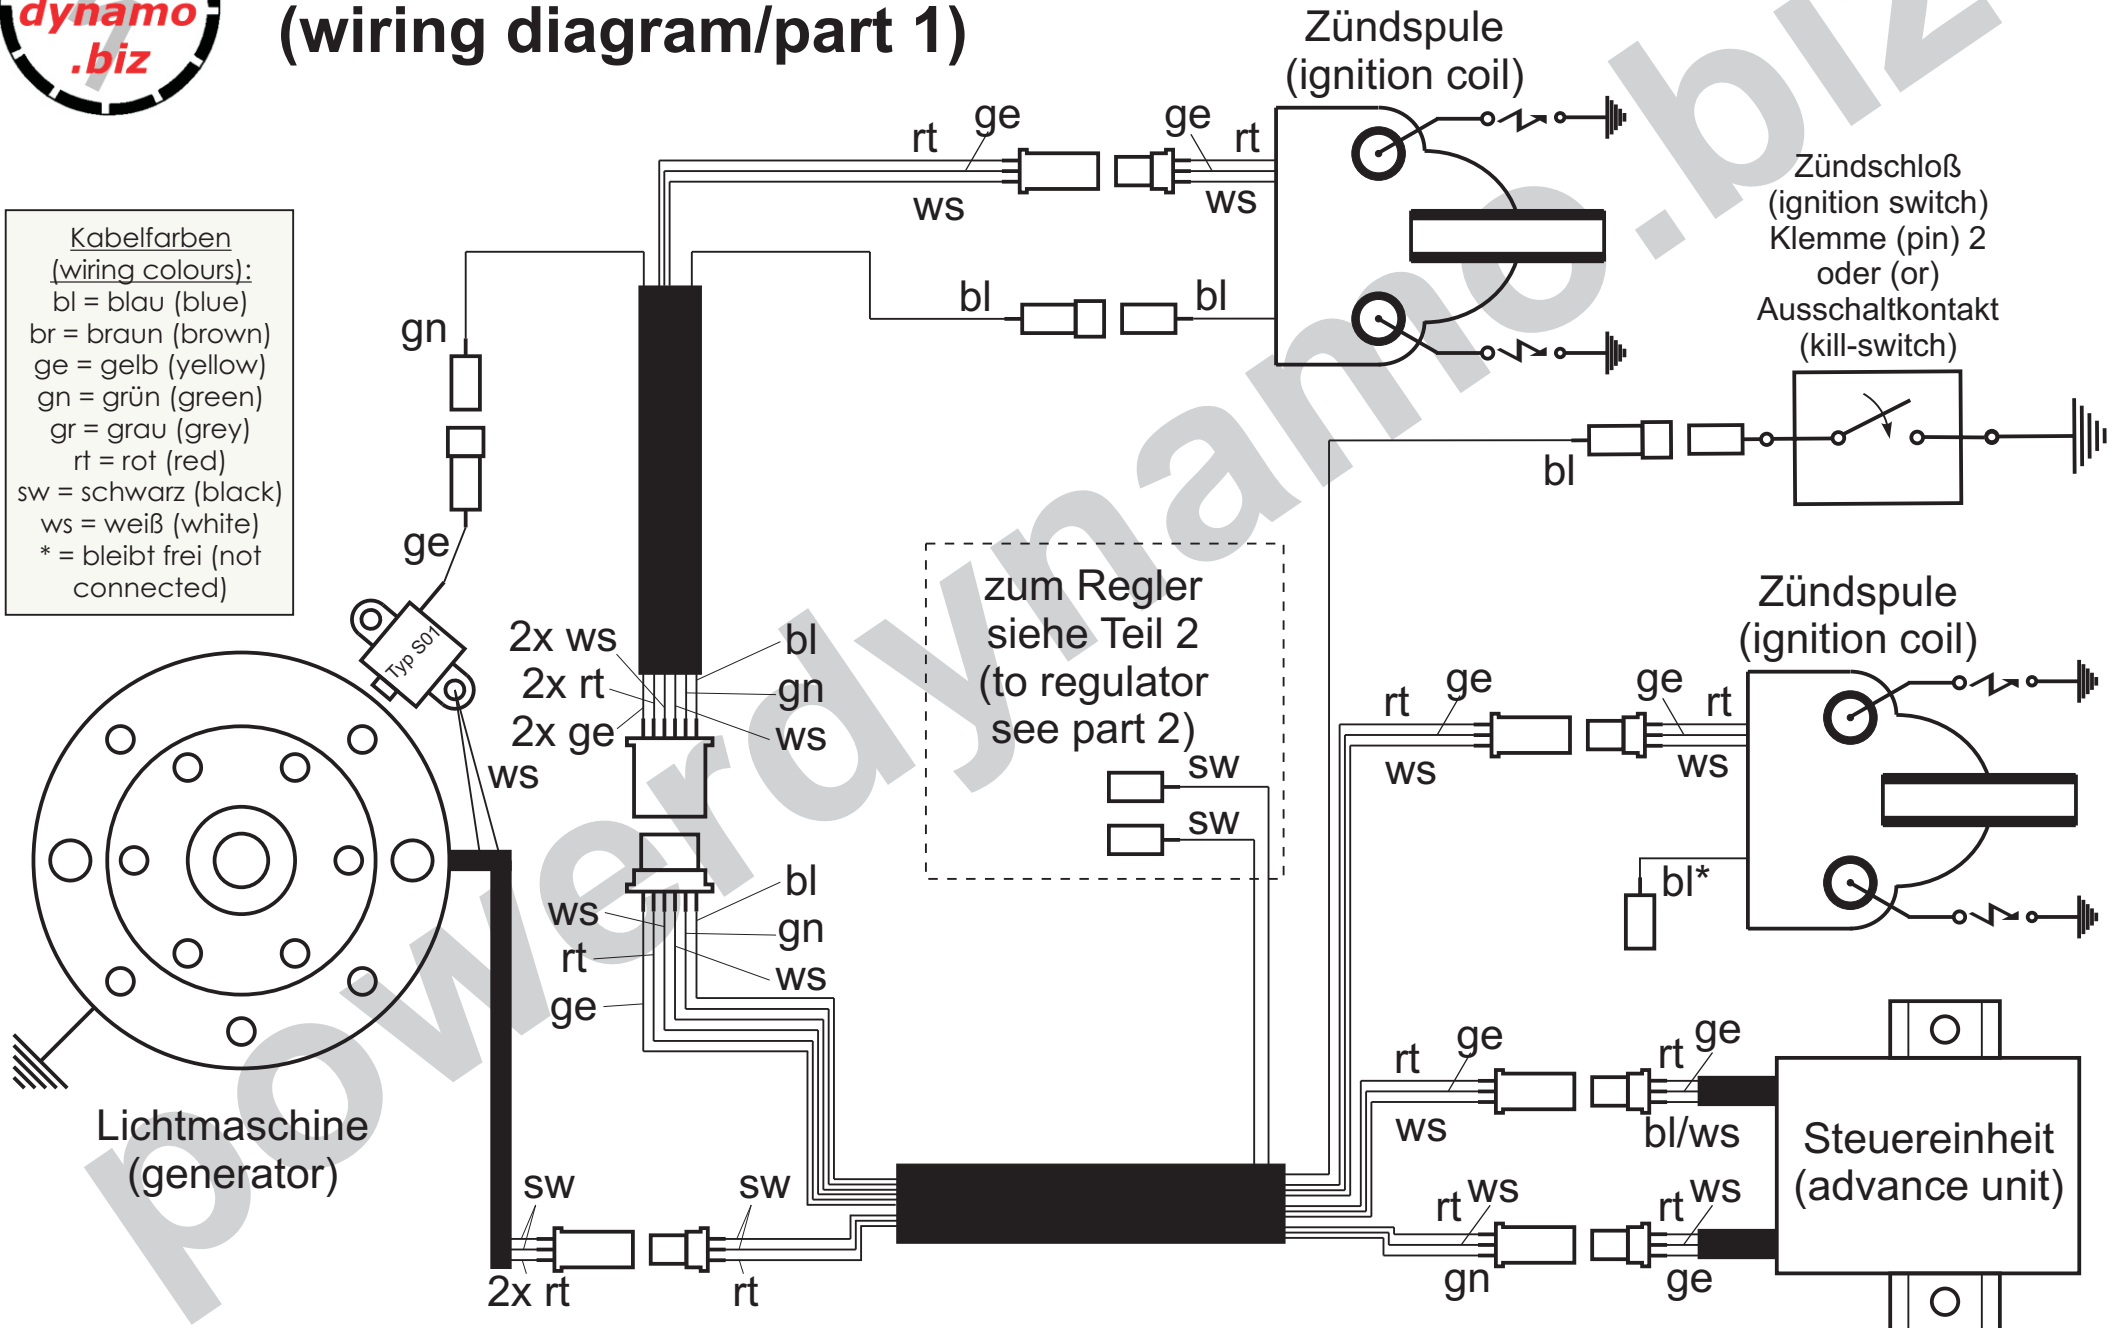 dynamo
.biz
(wiring diagram/part 1)
Zündspule
(ignition coil)
ge
ge
rt
rt
ws
ws
Zündschloß
(ignition switch)
Klemme (pin) 2
oder (or)
Ausschaltkontakt
(kill-switch)
Kabelfarben
(wiring colours):
bl = blau (blue)
br = braun (brown)
ge = gelb (yellow)
gn = grün (green)
gr = grau (grey)
rt = rot (red)
sw = schwarz (black)
ws = weiß (white)
* = bleibt frei (not
connected)
gn
bl
bl
bl
ge
Typ S01
zum Regler
siehe Teil 2
(to regulator
see part 2)
sw
sw
2x ws
2x rt
2x ge
bl
gn
ws
ws
Zündspule
(ignition coil)
ge
ge
rt
rt
ws
ws
bl*
ws
rt
ge
bl
gn
ws
Lichtmaschine
(generator)
sw
sw
2x rt
rt
rt
ge
ws
rt
ge
bl/ws
rt
ws
gn
rt
ws
ge
Steuereinheit
(advance unit)
powerdynamo.biz